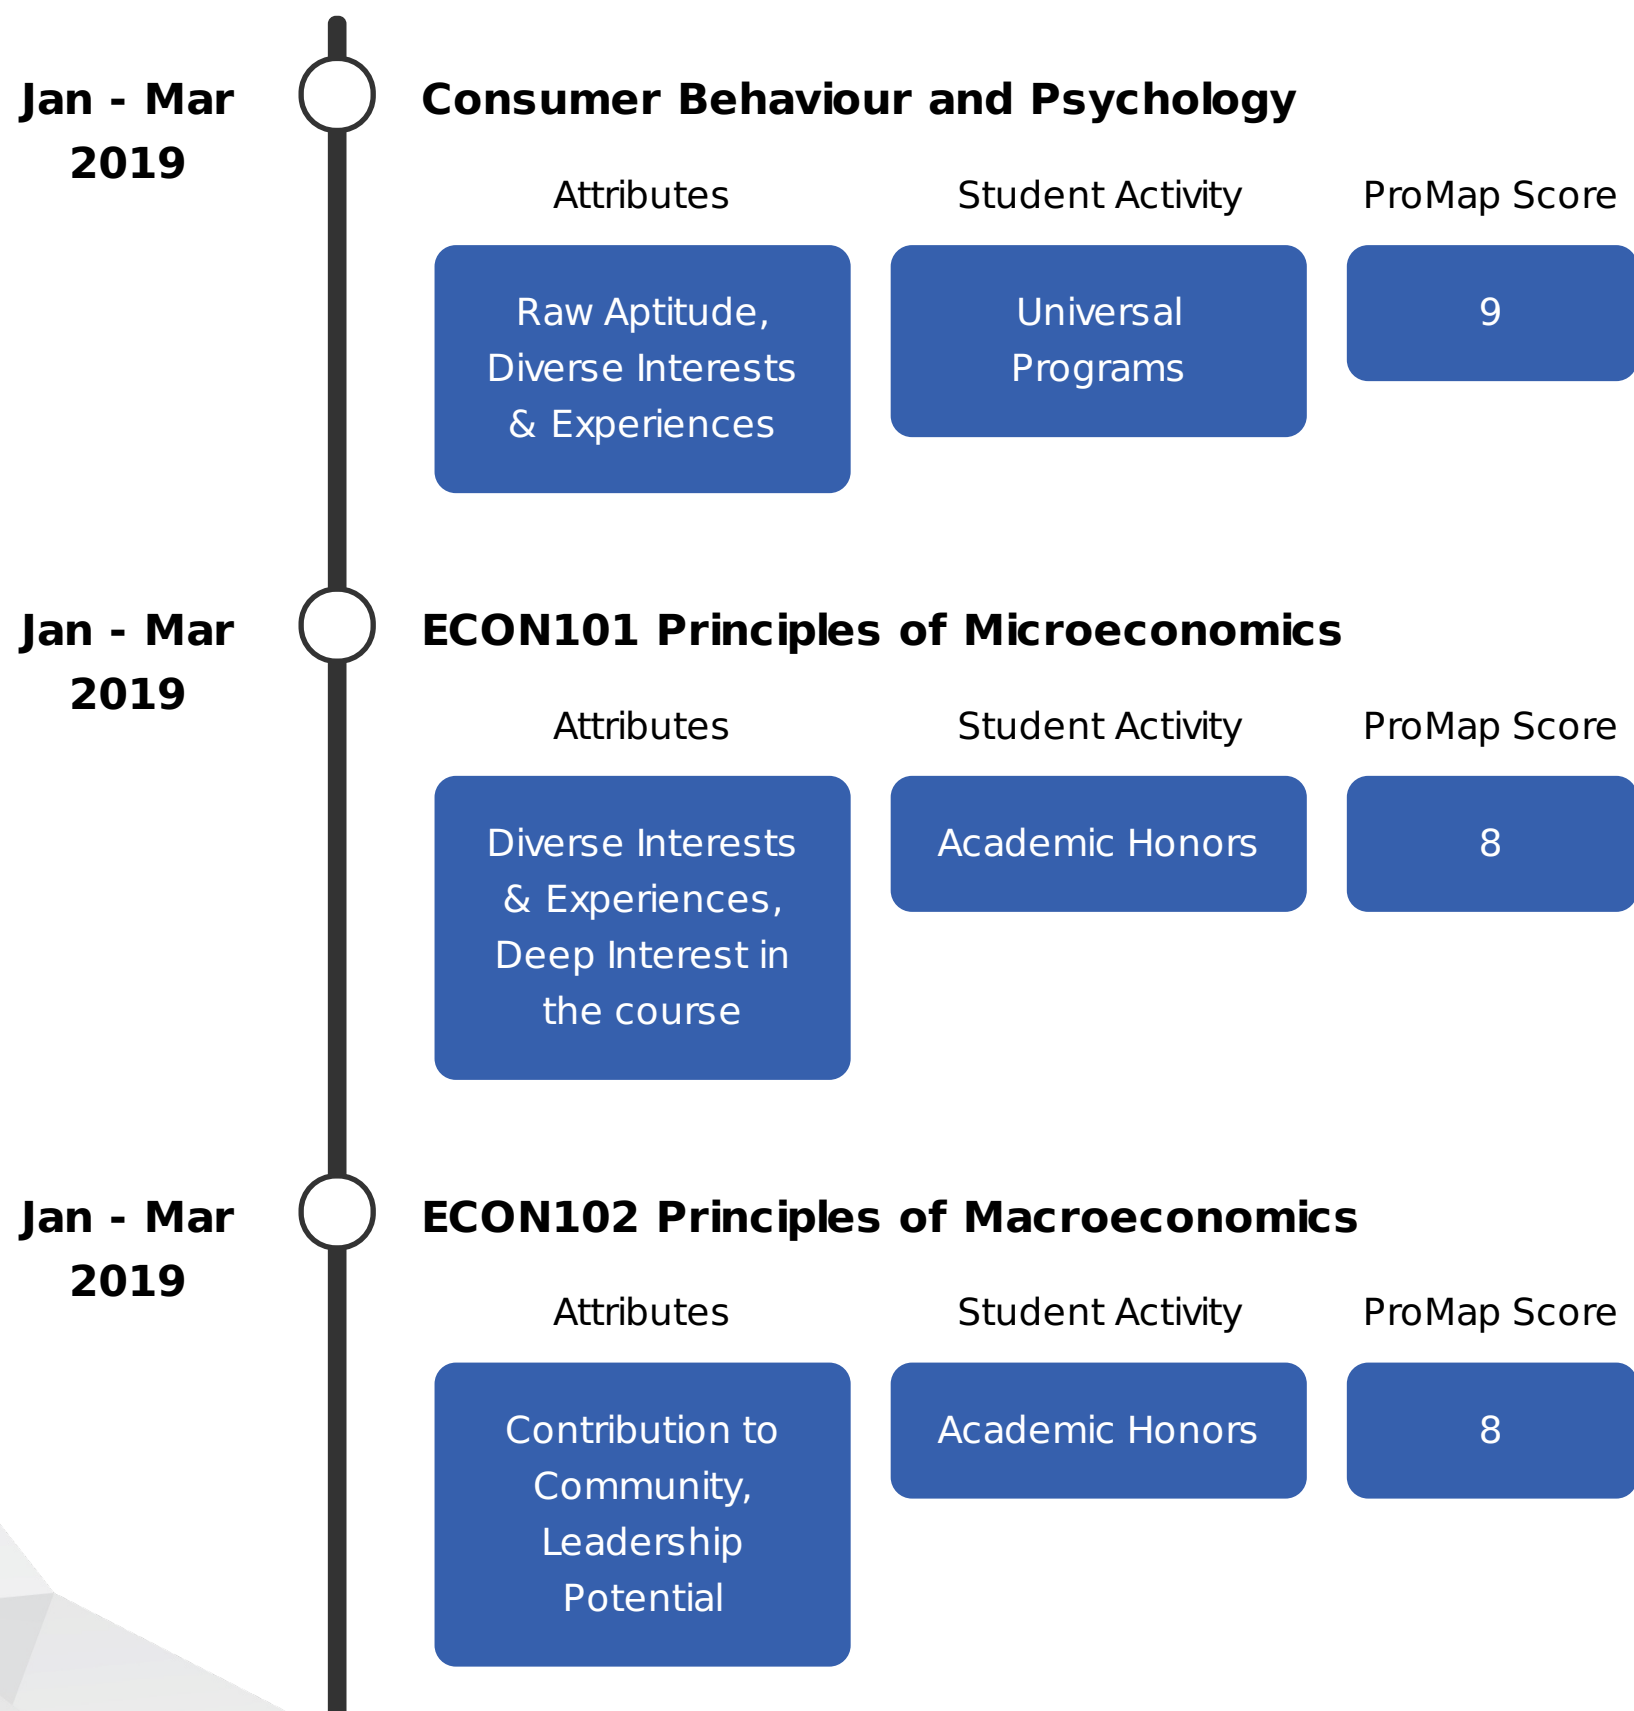 Jan - Mar
2019
Consumer Behaviour and Psychology
Attributes
Student Activity
ProMap Score
Raw Aptitude,
Diverse Interests
& Experiences
Universal
Programs
9
Jan - Mar
2019
ECON101 Principles of Microeconomics
Attributes
Student Activity
ProMap Score
Diverse Interests
& Experiences,
Deep Interest in
the course
Academic Honors
8
Jan - Mar
2019
ECON102 Principles of Macroeconomics
Attributes
Student Activity
ProMap Score
Contribution to
Community,
Leadership
Potential
Academic Honors
8